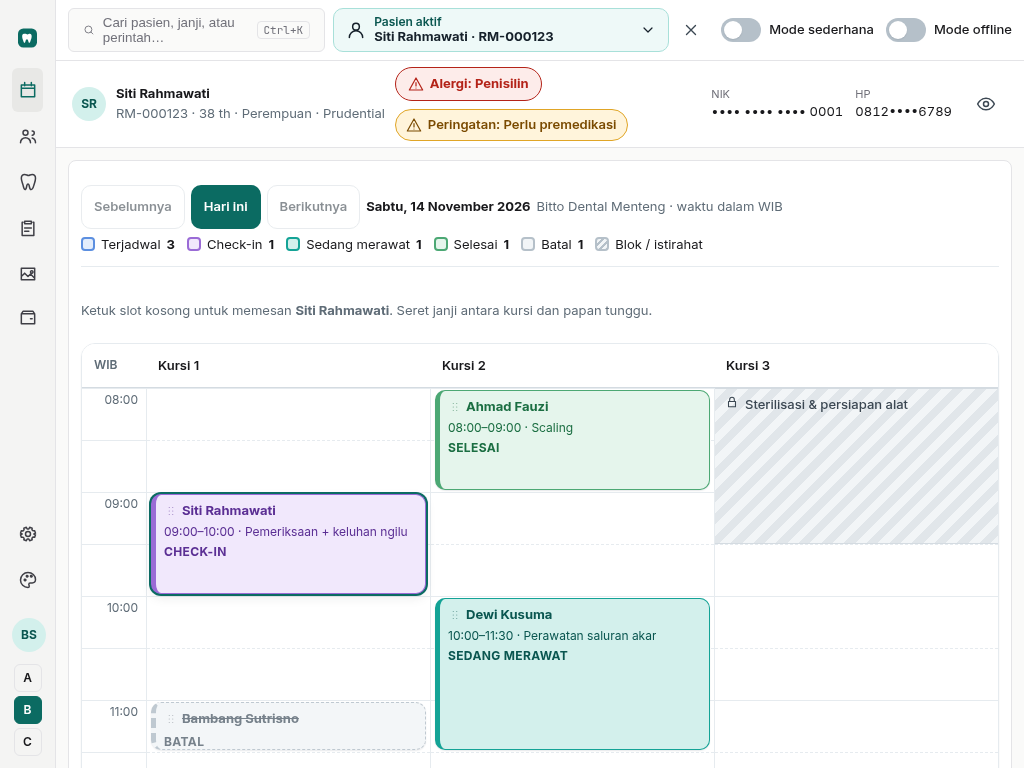 Cari pasien, janji, atau
perintah…
Ctrl+K
Pasien aktif
Siti Rahmawati · RM-000123
Mode sederhana
Mode offline
SR
Siti Rahmawati
RM-000123 · 38 th · Perempuan · Prudential
Alergi: Penisilin
Peringatan: Perlu premedikasi
NIK
•••• •••• •••• 0001
HP
0812••••6789
Sebelumnya
Hari ini
Berikutnya
Sabtu, 14 November 2026 Bitto Dental Menteng · waktu dalam WIB
Terjadwal 3
Check-in 1
Sedang merawat 1
Selesai 1
Batal 1
Blok / istirahat
Ketuk slot kosong untuk memesan Siti Rahmawati. Seret janji antara kursi dan papan tunggu.
WIB
Kursi 1
Kursi 2
Kursi 3
08:00
Ahmad Fauzi
08:00–09:00 · Scaling
SELESAI
Sterilisasi & persiapan alat
09:00
Siti Rahmawati
09:00–10:00 · Pemeriksaan + keluhan ngilu
CHECK-IN
10:00
Dewi Kusuma
10:00–11:30 · Perawatan saluran akar
SEDANG MERAWAT
11:00
Bambang Sutrisno
BATAL
BS
A
B
C